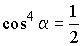 cos⁴ α = 1/2